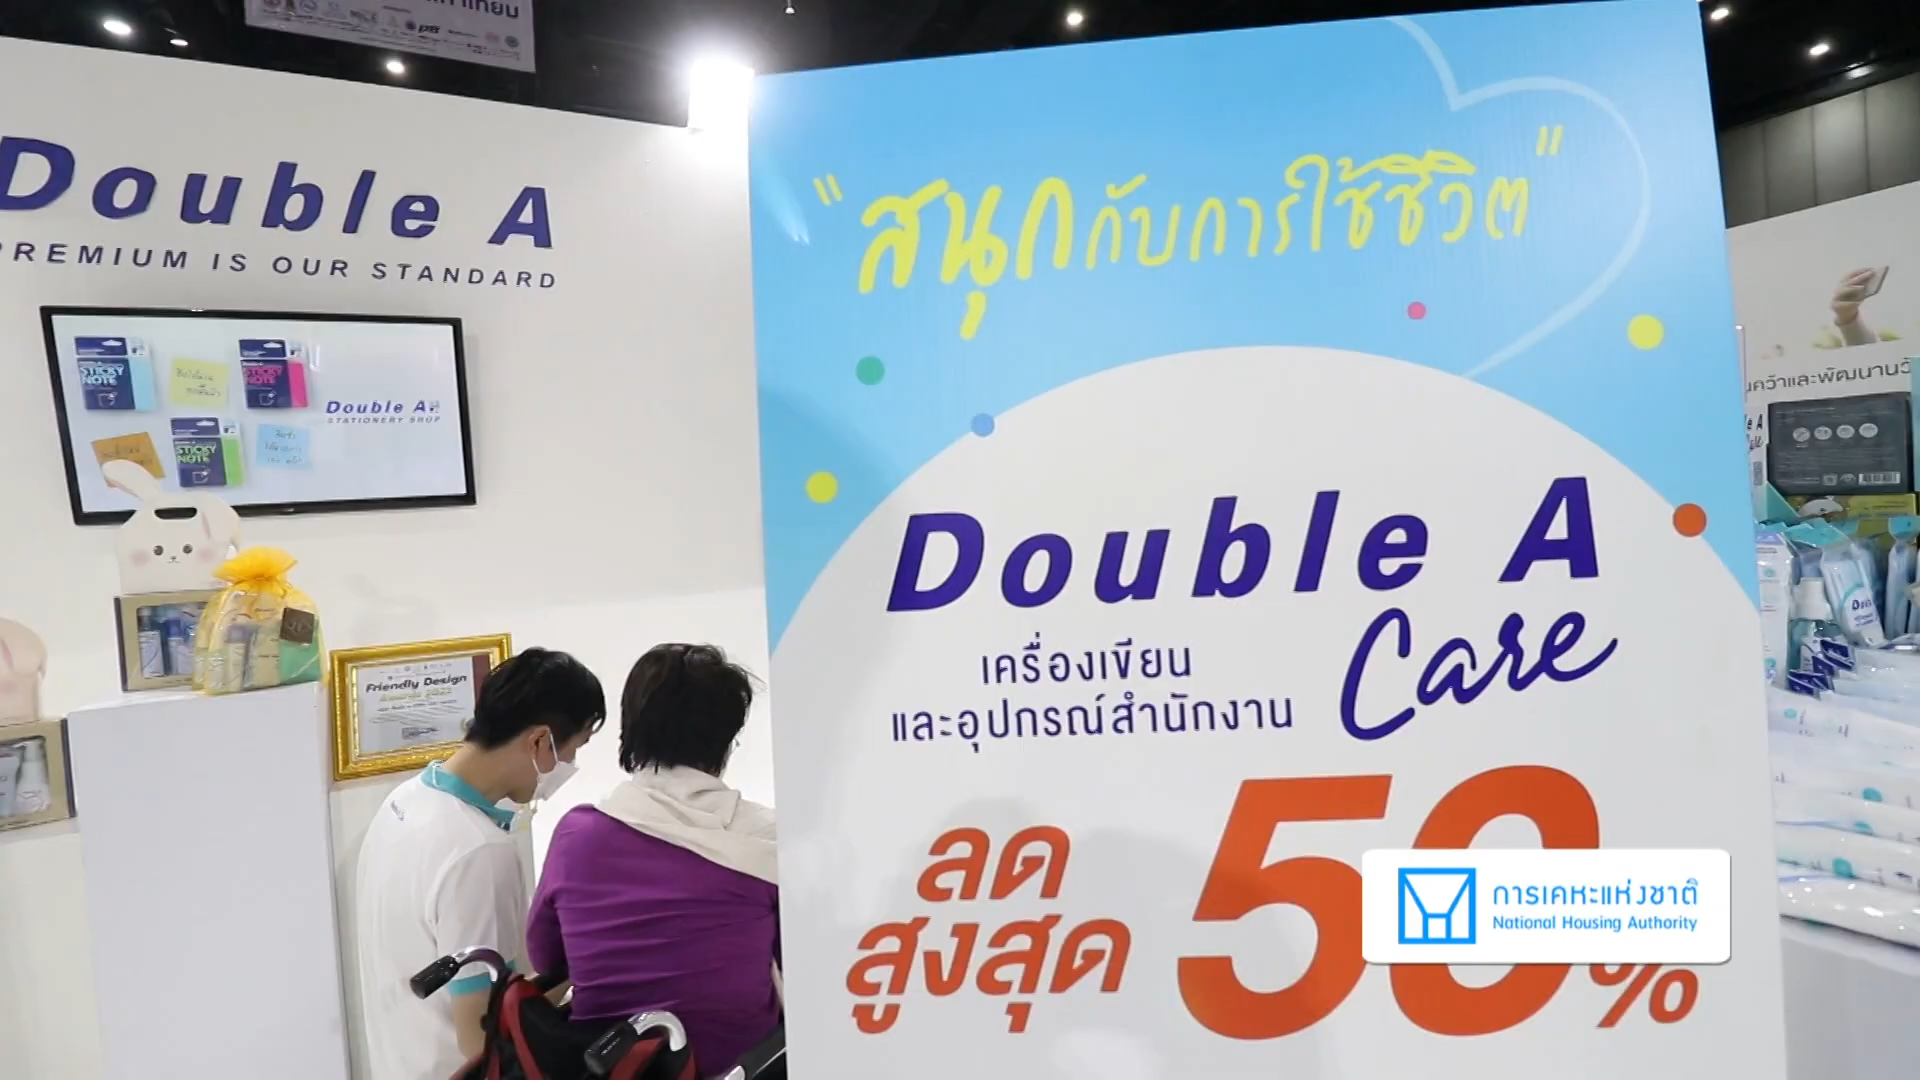 Double A
PREMIUM IS OUR STANDARD
STICKY NOTE
STICKY NOTE
STICKY NOTE
Double A
STATIONERY SHOP
Friendly Design
Awards 2022
"สนุกกับการใช้ชีวิต"
Double A
Care
เครื่องเขียน
และอุปกรณ์สำนักงาน
ลด
สูงสุด
50%
การเคหะแห่งชาติ
National Housing Authority